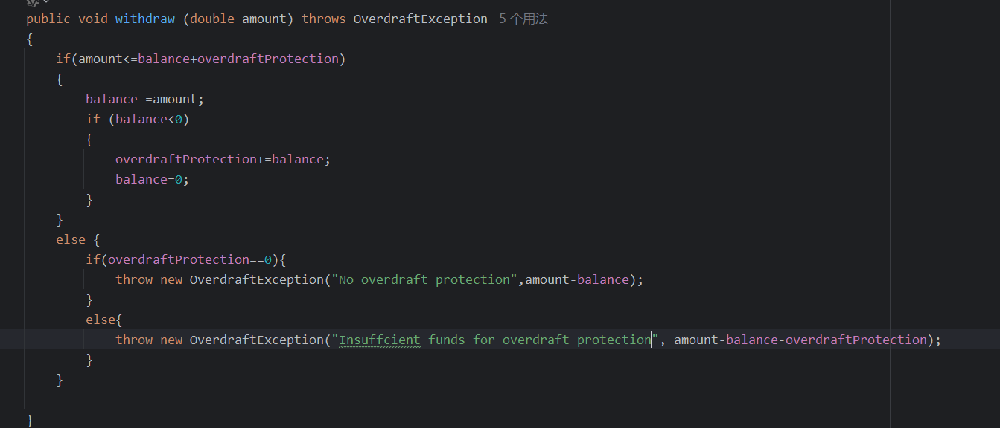 public void withdraw (double amount) throws OverdraftException 5 个用法
{
if(amount<=balance+overdraftProtection)
{
balance-=amount;
if (balance<0)
{
overdraftProtection+=balance;
balance=0;
}
}
else {
if(overdraftProtection==0){
throw new OverdraftException("No overdraft protection",amount-balance);
}
else{
throw new OverdraftException("Insuffcient funds for overdraft protection", amount-balance-overdraftProtection);
}
}
}